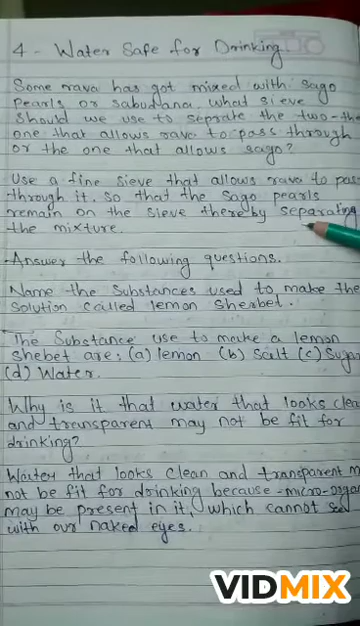 4 - Water Safe for Drinking
Some rava has got mixed with sago
pearls or sabudana. what sieve
should we use to seprate the two-the
one that allows rava to pass through
or the one that allows sago?
Use a fine sieve that allows rava to pass
through it. so that the sago pearls
remain on the sieve thereby separating
the mixture.
Answer the following questions.
Name the substances used to make the
solution called lemon sherbet.
The Substance use to make a lemon
shebet are: (a) lemon (b) Salt (c) Sugar
(d) Water.
Why is it that water that looks clea
and transparent may not be fit for
drinking?
Water that looks clean and transparent m
not be fit for drinking because micro-organ
may be present in it, which cannot se
with our naked eyes.
VIDMIX